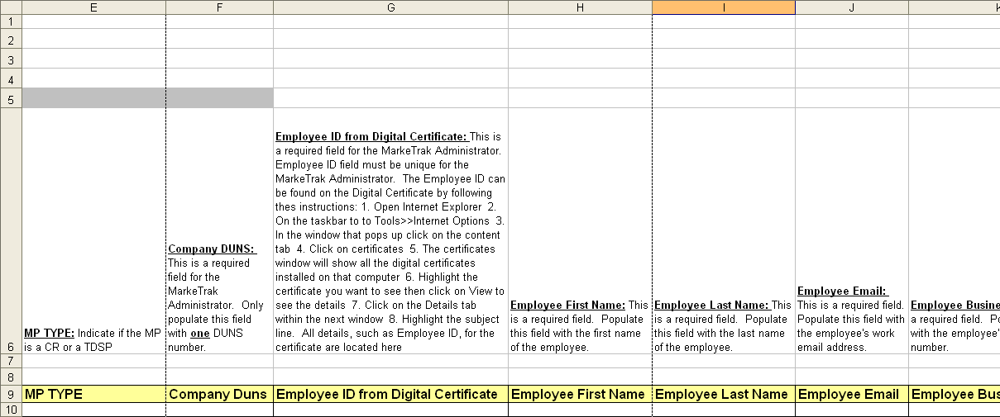 E F G H I J
1
2
3
4
5
Employee ID from Digital Certificate: This is
a required field for the MarkeTrak Administrator.
Employee ID field must be unique for the
MarkeTrak Administrator.  The Employee ID can
be found on the Digital Certificate by following
thes instructions: 1. Open Internet Explorer  2.
On the taskbar to to Tools>>Internet Options  3.
In the window that pops up click on the content
tab  4. Click on certificates  5. The certificates
window will show all the digital certificates
installed on that computer  6. Highlight the
certificate you want to see then click on View to
see the details  7. Click on the Details tab
within the next window  8. Highlight the subject
line.  All details, such as Employee ID, for the
certificate are located here
Company DUNS:
This is a required
field for the
MarkeTrak
Administrator.  Only
populate this field
with one DUNS
number.
MP TYPE: Indicate if the MP
is a CR or a TDSP
Employee First Name: This
is a required field.  Populate
this field with the first name
of the employee.
Employee Last Name: This
is a required field.  Populate
this field with the last name
of the employee.
Employee Email:
This is a required field.
Populate this field with
the employee's work
email address.
Employee Busine
a required field.  Po
with the employee'
number.
6
7
8
9 MP TYPE Company Duns Employee ID from Digital Certificate Employee First Name Employee Last Name Employee Email Employee Bus
10